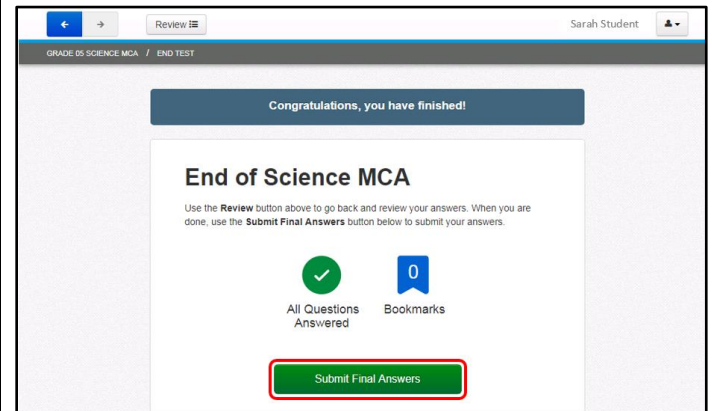 Review
Sarah Student
GRADE 05 SCIENCE MCA / END TEST
Congratulations, you have finished!
End of Science MCA
Use the Review button above to go back and review your answers. When you are
done, use the Submit Final Answers button below to submit your answers.
0
All Questions
Answered
Bookmarks
Submit Final Answers